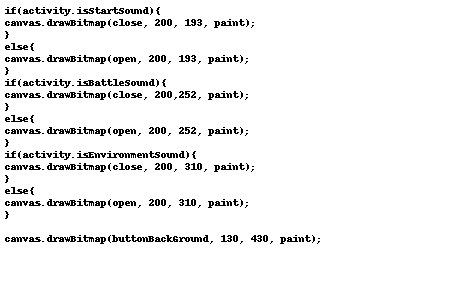 if(activity.isStartSound){
canvas.drawBitmap(close, 200, 193, paint);
}
else{
canvas.drawBitmap(open, 200, 193, paint);
}
if(activity.isBattleSound){
canvas.drawBitmap(close, 200,252, paint);
}
else{
canvas.drawBitmap(open, 200, 252, paint);
}
if(activity.isEnvironmentSound){
canvas.drawBitmap(close, 200, 310, paint);
}
else{
canvas.drawBitmap(open, 200, 310, paint);
}
canvas.drawBitmap(buttonBackGround, 130, 430, paint);